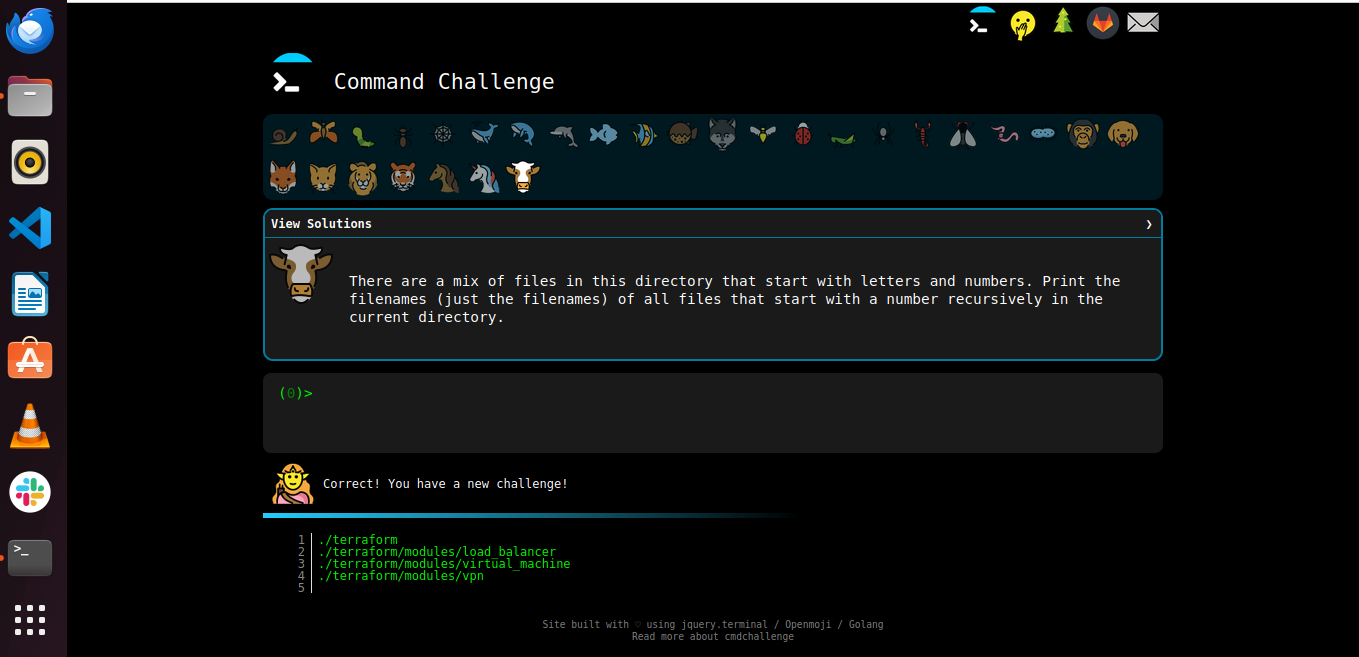 Command Challenge
View Solutions ❯
There are a mix of files in this directory that start with letters and numbers. Print the
filenames (just the filenames) of all files that start with a number recursively in the
current directory.
(0)>
Correct! You have a new challenge!
1 ./terraform
2 ./terraform/modules/load_balancer
3 ./terraform/modules/virtual_machine
4 ./terraform/modules/vpn
5
Site built with ♡ using jquery.terminal / Openmoji / Golang
Read more about cmdchallenge